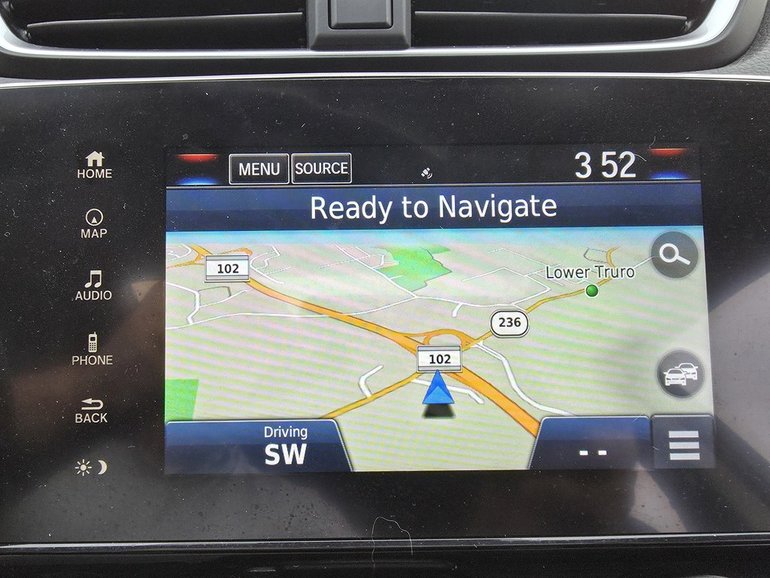 MENU SOURCE 3 52
HOME
Ready to Navigate
MAP
102
Lower Truro
AUDIO
236
PHONE
102
BACK
Driving
SW
--